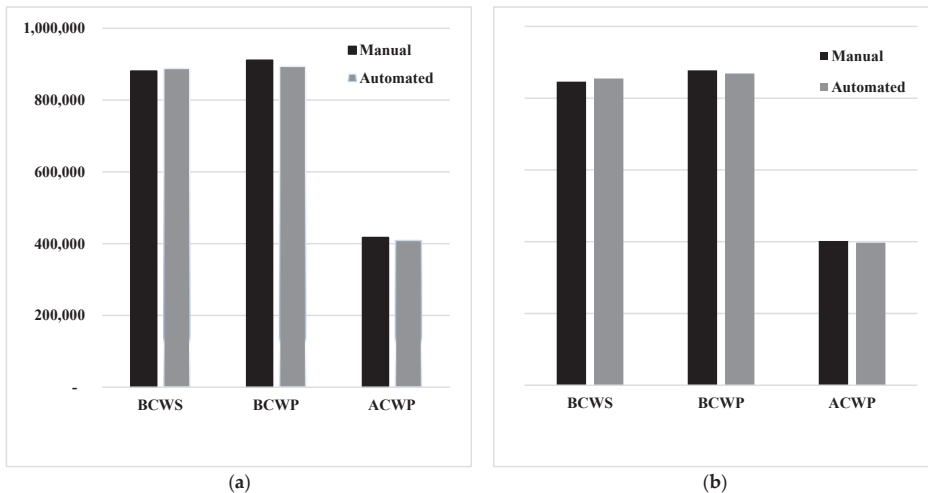 1,000,000
Manual
Automated
800,000
600,000
400,000
200,000
-
BCWS BCWP ACWP
Manual
Automated
BCWS BCWP ACWP
(a) (b)